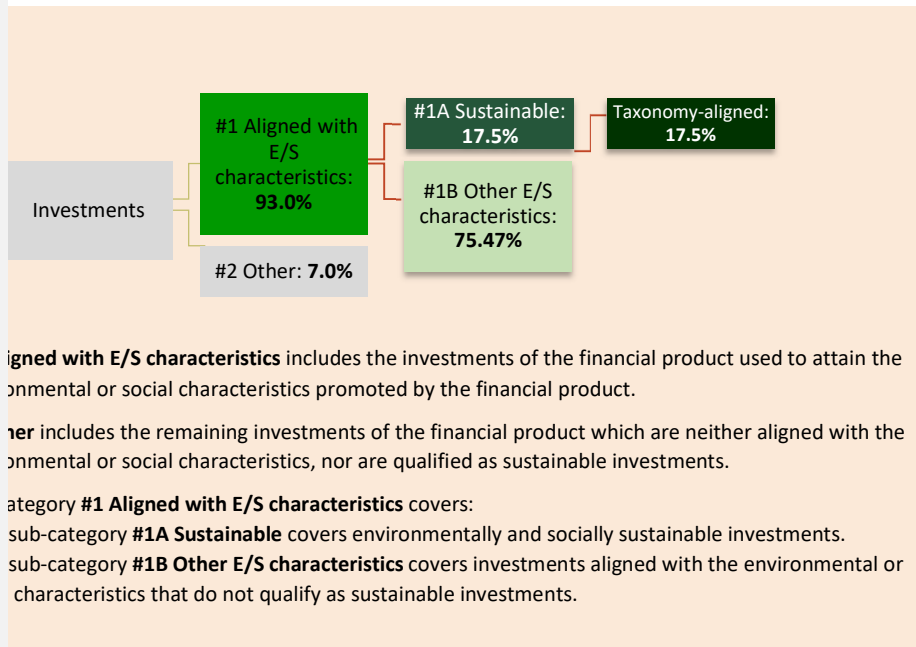 Investments
#1 Aligned with
E/S
characteristics:
93.0%
#2 Other: 7.0%
#1A Sustainable:
17.5%
#1B Other E/S
characteristics:
75.47%
Taxonomy-aligned:
17.5%
igned with E/S characteristics includes the investments of the financial product used to attain the
onmental or social characteristics promoted by the financial product.
her includes the remaining investments of the financial product which are neither aligned with the
onmental or social characteristics, nor are qualified as sustainable investments.
ategory #1 Aligned with E/S characteristics covers:
sub-category #1A Sustainable covers environmentally and socially sustainable investments.
sub-category #1B Other E/S characteristics covers investments aligned with the environmental or
characteristics that do not qualify as sustainable investments.